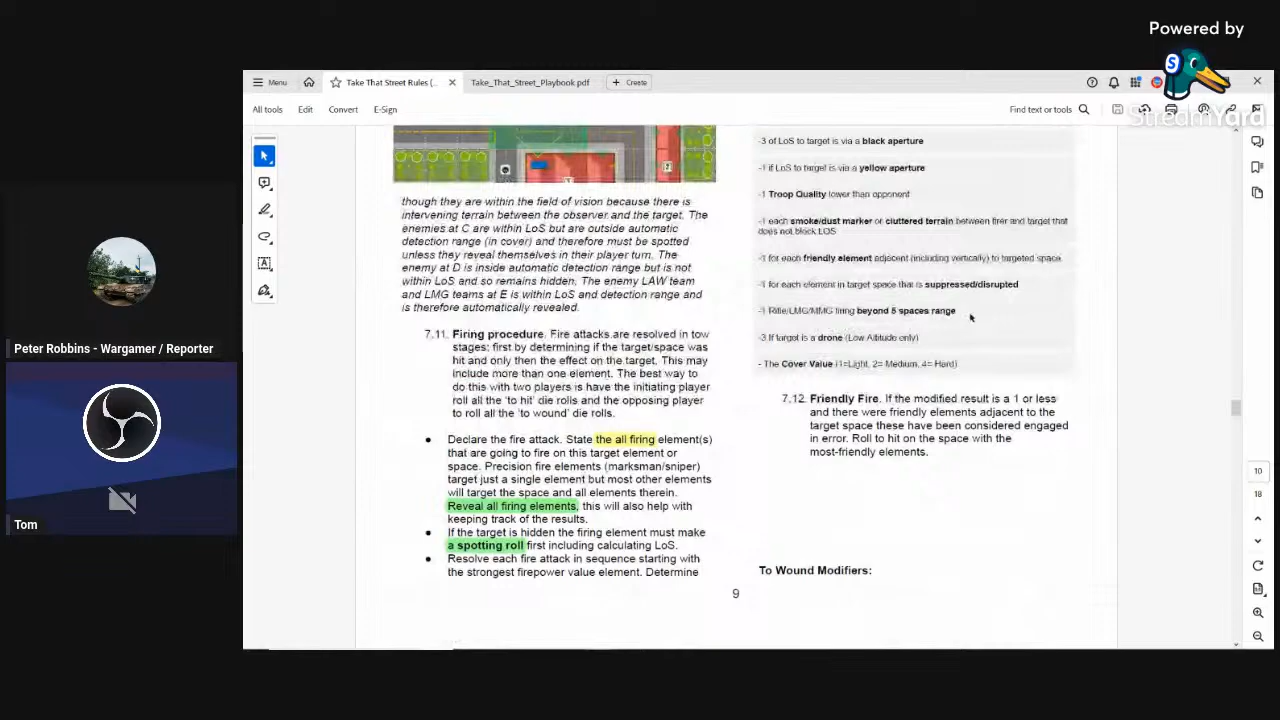 Powered by
StreamYard
Menu
Take That Street Rules (...
Take_That_Street_Playbook.pdf
Create
All tools
Edit
Convert
E-Sign
Find text or tools
though they are within the field of vision because there is
intervening terrain between the observer and the target. The
enemies at C are within LoS but are outside automatic
detection range (in cover) and therefore must be spotted
unless they reveal themselves in their player turn. The
enemy at D is inside automatic detection range but is not
within LoS and so remains hidden. The enemy LAW team
and LMG teams at E is within LoS and detection range and
is therefore automatically revealed.
7.11. Firing procedure. Fire attacks are resolved in tow
stages: first by determining if the target/space was
hit and only then the effect on the target. This may
include more than one element. The best way to
do this with two players is have the initiating player
roll all the 'to hit' die rolls and the opposing player
to roll all the 'to wound' die rolls.
● Declare the fire attack. State the all firing element(s)
that are going to fire on this target element or
space. Precision fire elements (marksman/sniper)
target just a single element but most other elements
will target the space and all elements therein.
Reveal all firing elements, this will also help with
keeping track of the results.
● If the target is hidden the firing element must make
a spotting roll first including calculating LoS.
● Resolve each fire attack in sequence starting with
the strongest firepower value element. Determine
-3 of LoS to target is via a black aperture
-1 if LoS to target is via a yellow aperture
-1 Troop Quality lower than opponent
-1 each smoke/dust marker or cluttered terrain between firer and target that
does not block LOS
-1 for each friendly element adjacent (including vertically) to targeted space
-1 for each element in target space that is suppressed/disrupted
-1 Rifle/LMG/MMG firing beyond 5 spaces range
-3 If target is a drone (Low Altitude only)
- The Cover Value (1=Light, 2= Medium, 4= Hard)
7.12. Friendly Fire. If the modified result is a 1 or less
and there were friendly elements adjacent to the
target space these have been considered engaged
in error. Roll to hit on the space with the
most-friendly elements.
To Wound Modifiers:
9
10
18
Peter Robbins - Wargamer / Reporter
Tom